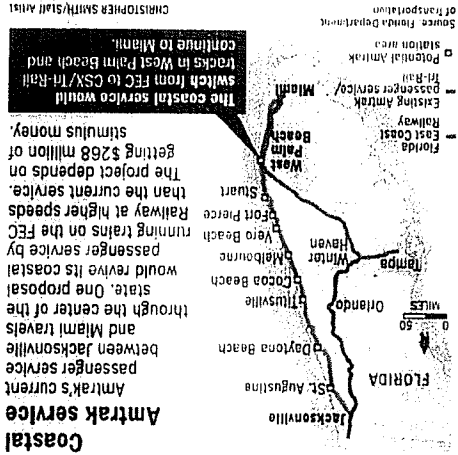 Coastal
Amtrak service
Amtrak's current
passenger service
between Jacksonville
and Miami travels
through the center of the
state. One proposal
would revive its coastal
passenger service by
running trains on the FEC
Railway at higher speeds
than the current service.
The project depends on
getting $268 million of
stimulus money.
The coastal service would
switch from FEC to CSX/Tri-Rail
tracks in West Palm Beach and
continue to Miami.
Jacksonville
FLORIDA
St. Augustine
0 50
MILES
Daytona Beach
Orlando
Titusville
Cocoa Beach
Melbourne
Tampa
Winter
Haven
Vero Beach
Fort Pierce
Stuart
West
Palm
Beach
Miami
Florida
East Coast
Railway
Existing Amtrak
passenger service/
Tri-Rail
Potential Amtrak
station area
Source: Florida Department
of Transportation
CHRISTOPHER SMITH/Staff Artist